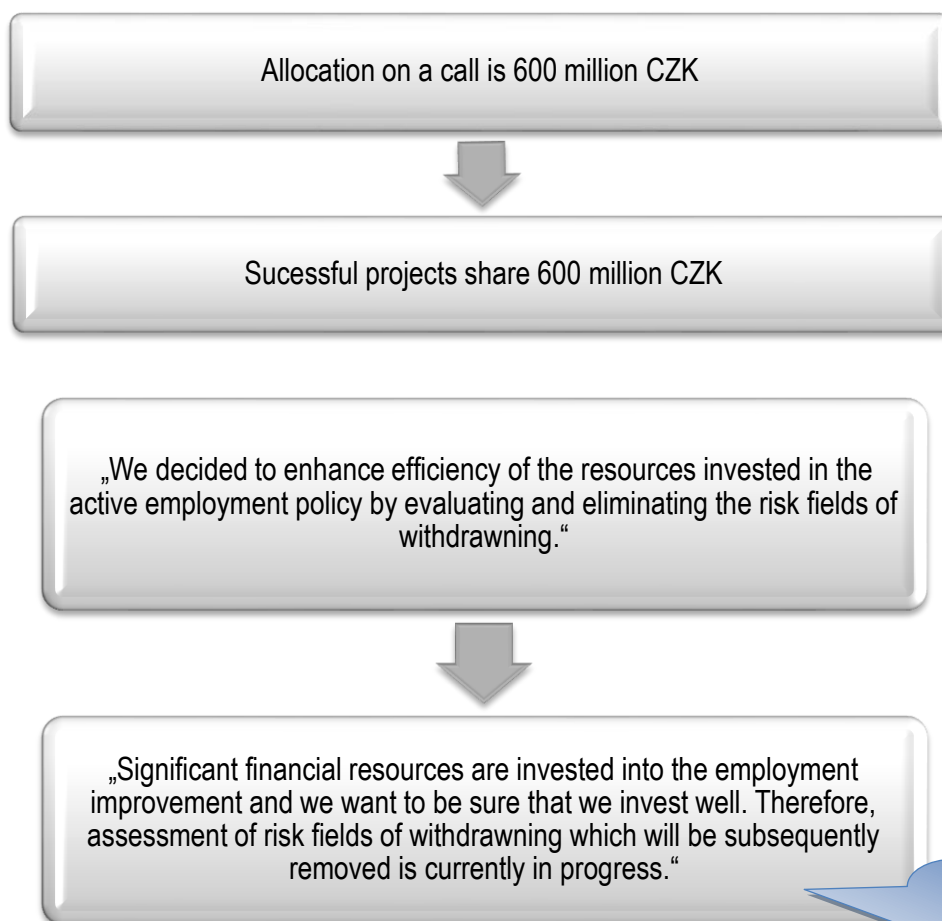 Allocation on a call is 600 million CZK
Sucessful projects share 600 million CZK
„We decided to enhance efficiency of the resources invested in the
active employment policy by evaluating and eliminating the risk fields of
withdrawning.“
„Significant financial resources are invested into the employment
improvement and we want to be sure that we invest well. Therefore,
assessment of risk fields of withdrawning which will be subsequently
removed is currently in progress.“